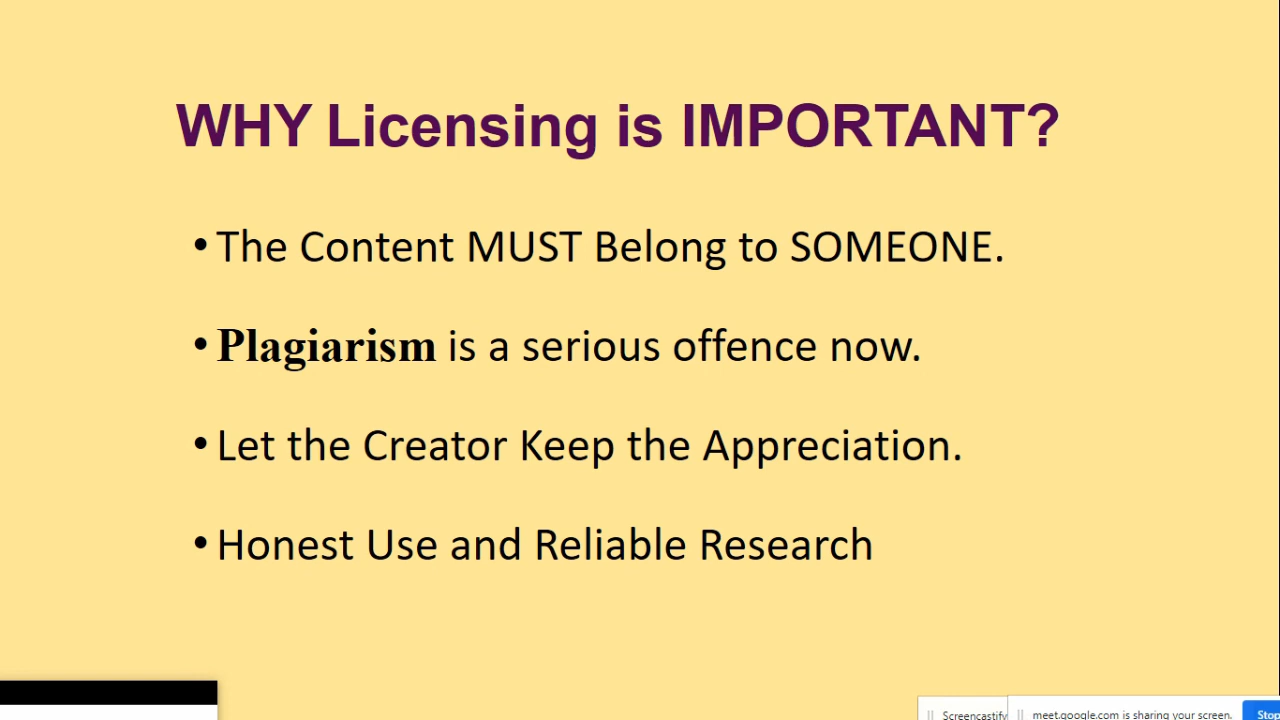 WHY Licensing is IMPORTANT?
• The Content MUST Belong to SOMEONE.
• Plagiarism is a serious offence now.
• Let the Creator Keep the Appreciation.
• Honest Use and Reliable Research
Screencastify
meet.google.com is sharing your screen.
Stop